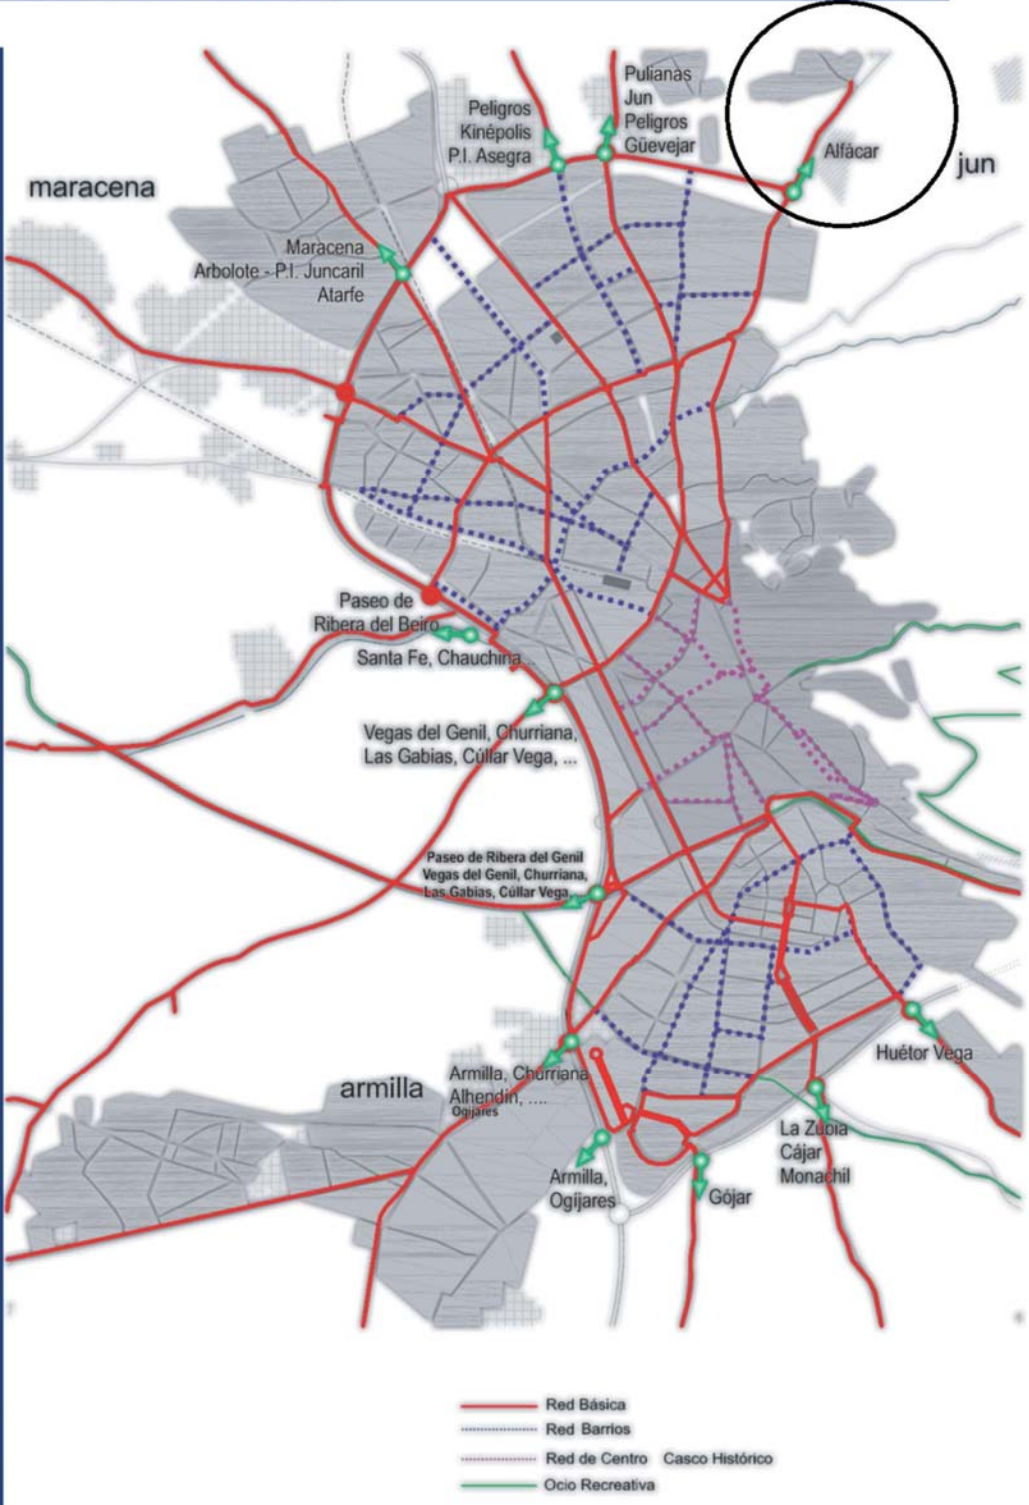 Pulianas
Jun
Peligros
Güevejar
Peligros
Kinépolis
P.I. Asegra
Alfácar
jun
maracena
Maracena
Arbolote - P.I. Juncaril
Atarfe
Paseo de
Ribera del Beiro
Santa Fe, Chauchina...
Vegas del Genil, Churriana,
Las Gabias, Cúllar Vega, ...
Paseo de Ribera del Genil
Vegas del Genil, Churriana,
Las Gabias, Cúllar Vega,
Huétor Vega
armilla
Armilla, Churriana
Alhendin, ....
Ogijares
La Zubia
Cájar
Monachil
Armilla,
Ogíjares
Gójar
Red Básica
Red Barrios
Red de Centro Casco Histórico
Ocio Recreativa